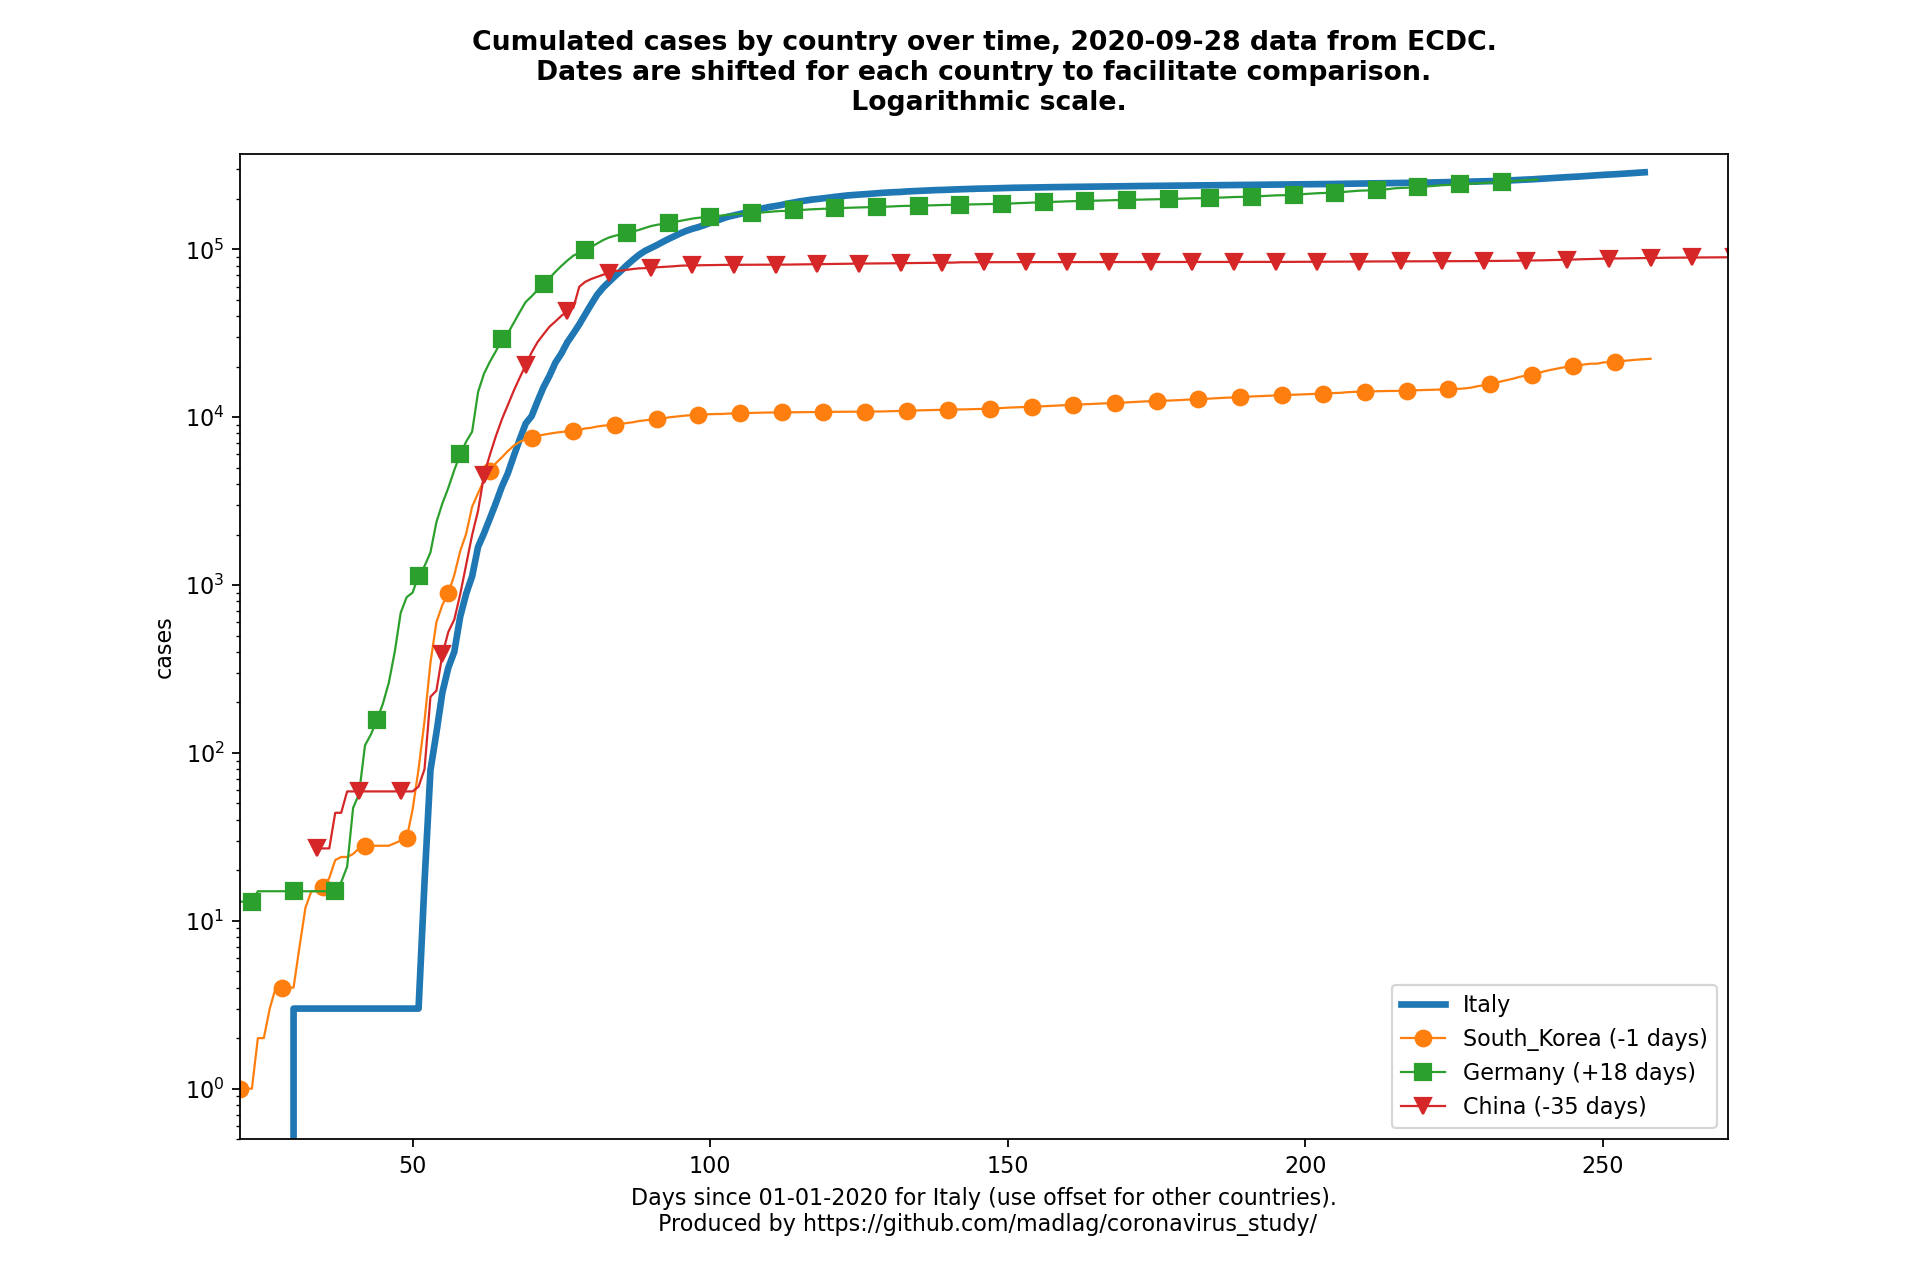 Cumulated cases by country over time, 2020-09-28 data from ECDC.
Dates are shifted for each country to facilitate comparison.
Logarithmic scale.
10^5
10^4
10^3
10^2
10^1
10^0
cases
Italy
South_Korea (-1 days)
Germany (+18 days)
China (-35 days)
50
100
150
200
250
Days since 01-01-2020 for Italy (use offset for other countries).
Produced by https://github.com/madlag/coronavirus_study/